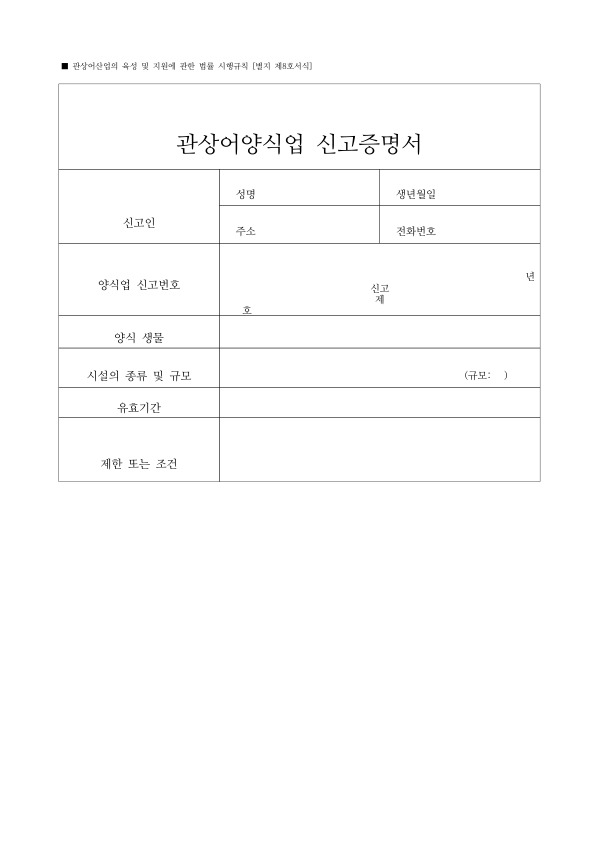 ■ 관상어산업의 육성 및 지원에 관한 법률 시행규칙 [별지 제8호서식]
관상어양식업 신고증명서
신고인
성명
생년월일
주소
전화번호
양식업 신고번호
년
신고
제
호
양식 생물
시설의 종류 및 규모
(규모: )
유효기간
제한 또는 조건